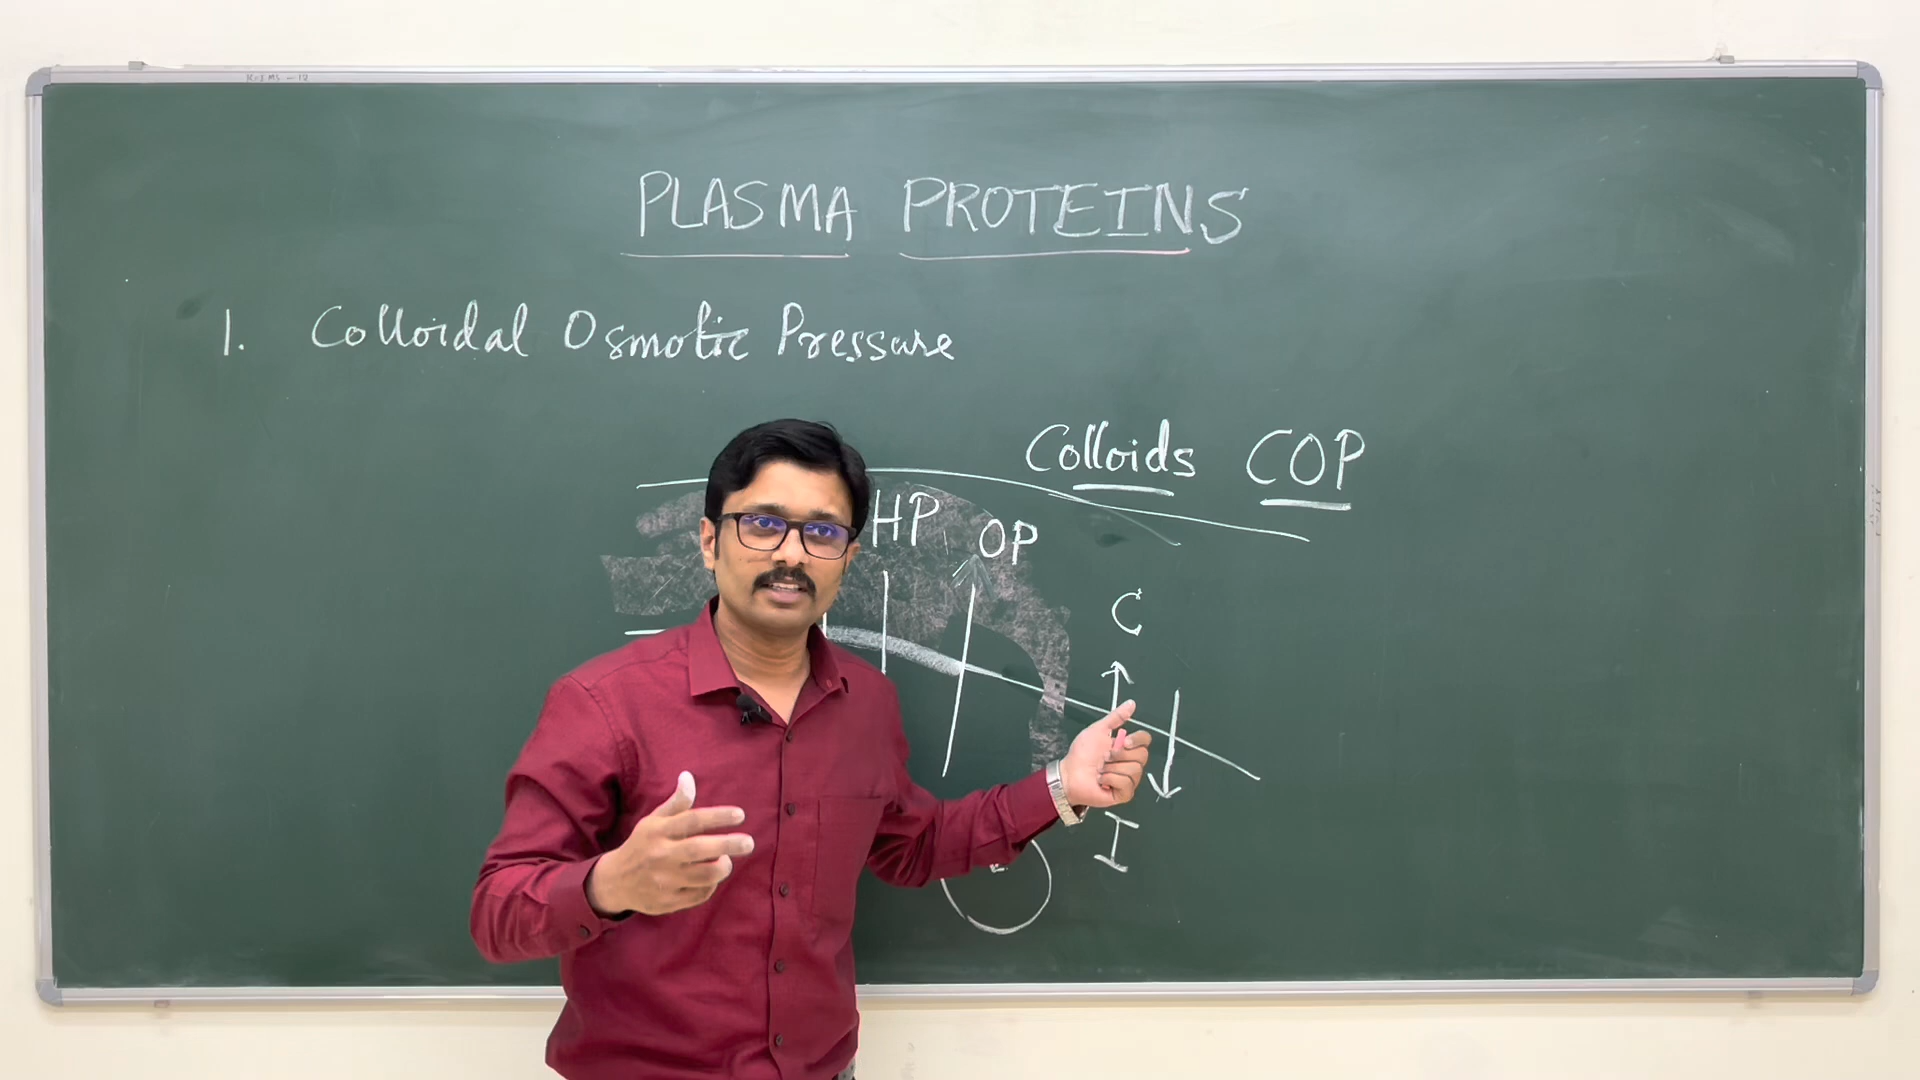 PLASMA PROTEINS
1. Colloidal Osmotic Pressure
Colloids COP
HP
OP
C
I